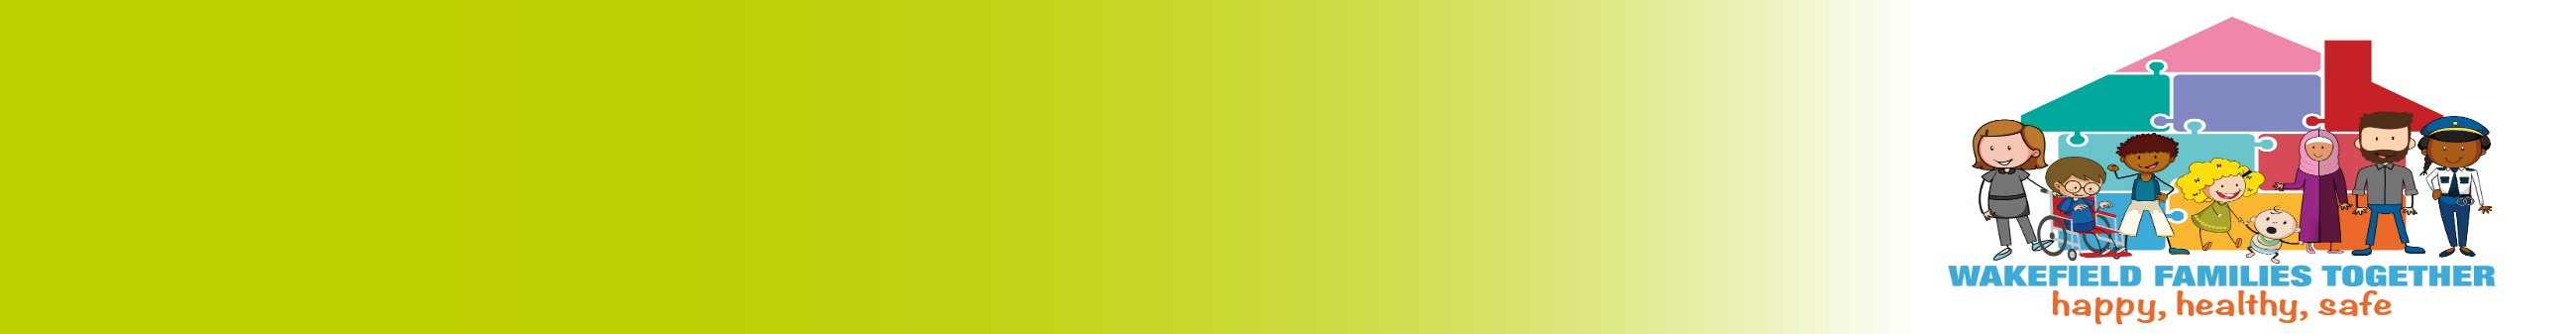 WAKEFIELD FAMILIES TOGETHER
happy, healthy, safe